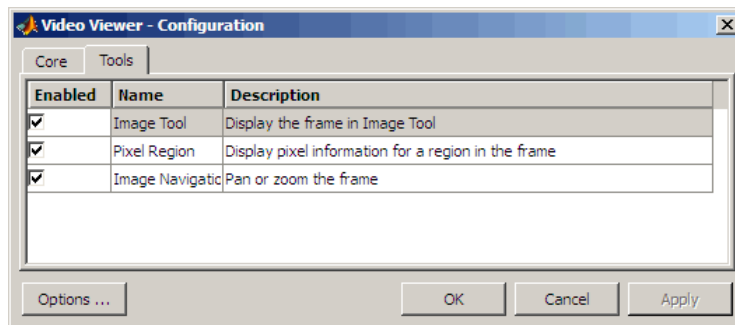 Video Viewer - Configuration
Core Tools
Enabled Name Description
Image Tool Display the frame in Image Tool
Pixel Region Display pixel information for a region in the frame
Image Navigatic Pan or zoom the frame
Options ... OK Cancel Apply